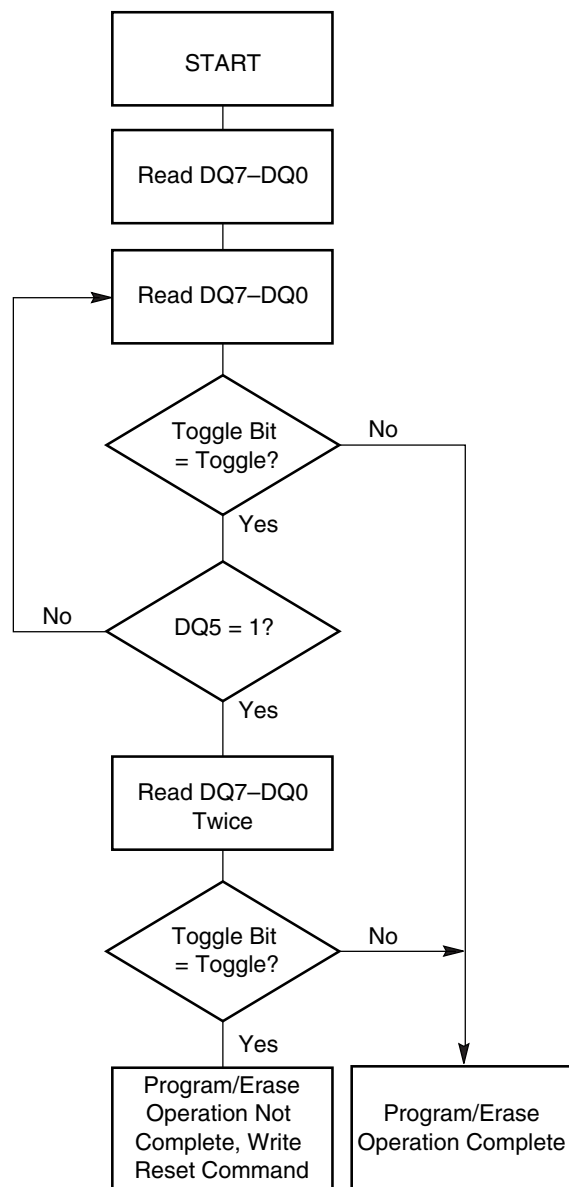 START
Read DQ7–DQ0
Read DQ7–DQ0
Toggle Bit
= Toggle?
No
Yes
No
DQ5 = 1?
Yes
Read DQ7–DQ0
Twice
Toggle Bit
= Toggle?
No
Yes
Program/Erase
Operation Not
Complete, Write
Reset Command
Program/Erase
Operation Complete